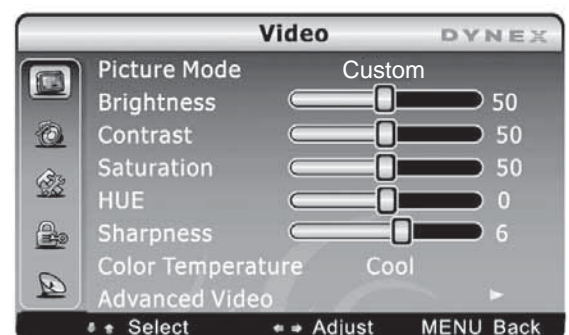 Video DYNEX
Picture Mode Custom
Brightness 50
Contrast 50
Saturation 50
HUE 0
Sharpness 6
Color Temperature Cool
Advanced Video
Select Adjust MENU Back